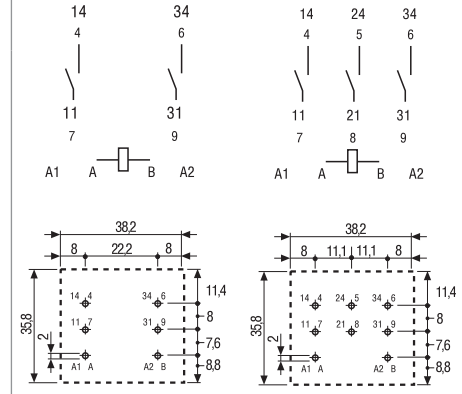 14 34 14 24 34
4 6 4 5 6
11 31 11 21 31
7 9 7 8 9
A1 A B A2 A1 A B A2
38,2 38,2
8 22,2 8 8 11,1 11,1 8
14 4 34 6 11,4 14 4 24 5 34 6 11,4
35,8 8 35,8 8
11 7 31 9 11 7 21 8 31 9
2 7,6 2 7,6
A1 A A2 B 8,8 A1 A A2 B 8,8